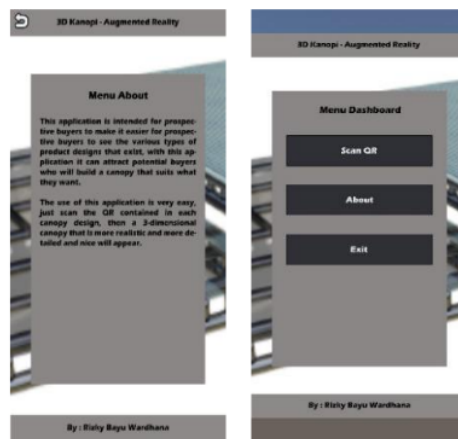 3D Kanopi - Augmented Reality
Menu About
This application is intended for prospec-
tive buyers to make it easier for prospec-
tive buyers to see the various types of
product designs that exist, with this ap-
plication it can attract potential buyers
who will build a canopy that suits what
they want.
The use of this application is very easy,
just scan the QR contained in each
canopy design, then a 3-dimensional
canopy that is more realistic and more de-
tailed and nice will appear.
By : Rizky Bayu Wardhana
3D Kanopi - Augmented Reality
Menu Dashboard
Scan QR
About
Exit
By : Rizky Bayu Wardhana